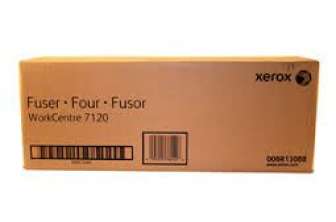 xerox
Fuser • Four • Fusor
WorkCentre 7120
008R13088